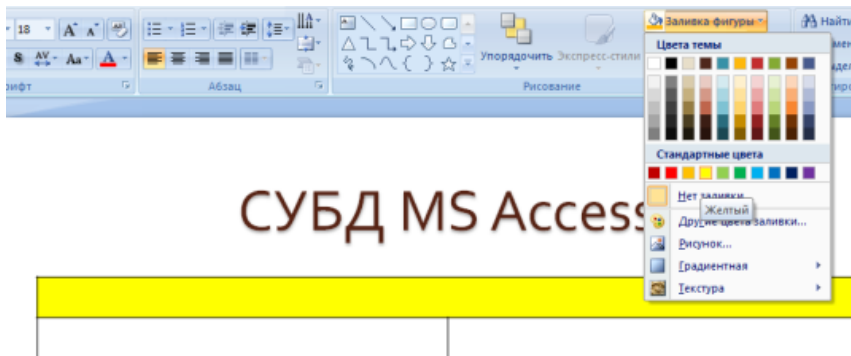 18
Заливка фигуры
Найти
Упорядочить Экспресс-стили
Абзац
Рисование
Цвета темы
Стандартные цвета
Нет заливки
Желтый
Другие цвета заливки...
Рисунок...
Градиентная
Текстура
СУБД MS Access